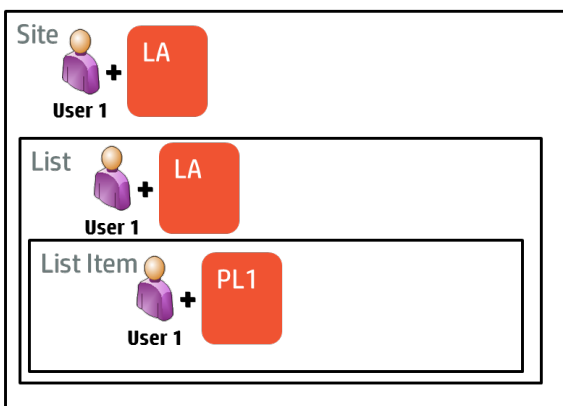 Site
LA
+
User 1
List
LA
+
User 1
List Item
PL1
+
User 1